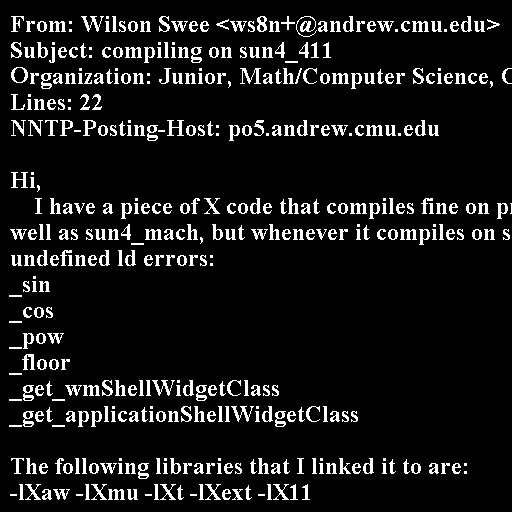 From: Wilson Swee <ws8n+@andrew.cmu.edu>
Subject: compiling on sun4_411
Organization: Junior, Math/Computer Science, C
Lines: 22
NNTP-Posting-Host: po5.andrew.cmu.edu

Hi,
I have a piece of X code that compiles fine on
well as sun4_mach, but whenever it compiles on
undefined ld errors:
_sin
_cos
_pow
_floor
_get_wmShellWidgetClass
_get_applicationShellWidgetClass

The following libraries that I linked it to are:
-lXaw -lXmu -lXt -lXext -lX11